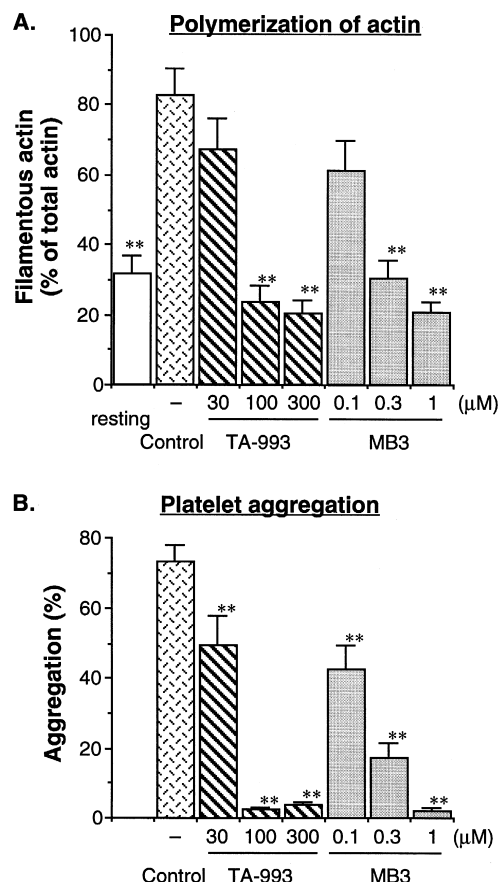 A. Polymerization of actin
Filamentous actin
(% of total actin)
100
80
60
40
20
0
**
**
**
**
**
– 30 100 300 0.1 0.3 1 (μM)
resting
Control TA-993 MB3
B. Platelet aggregation
Aggregation (%)
80
60
40
20
0
**
**
**
**
**
**
– 30 100 300 0.1 0.3 1 (μM)
Control TA-993 MB3